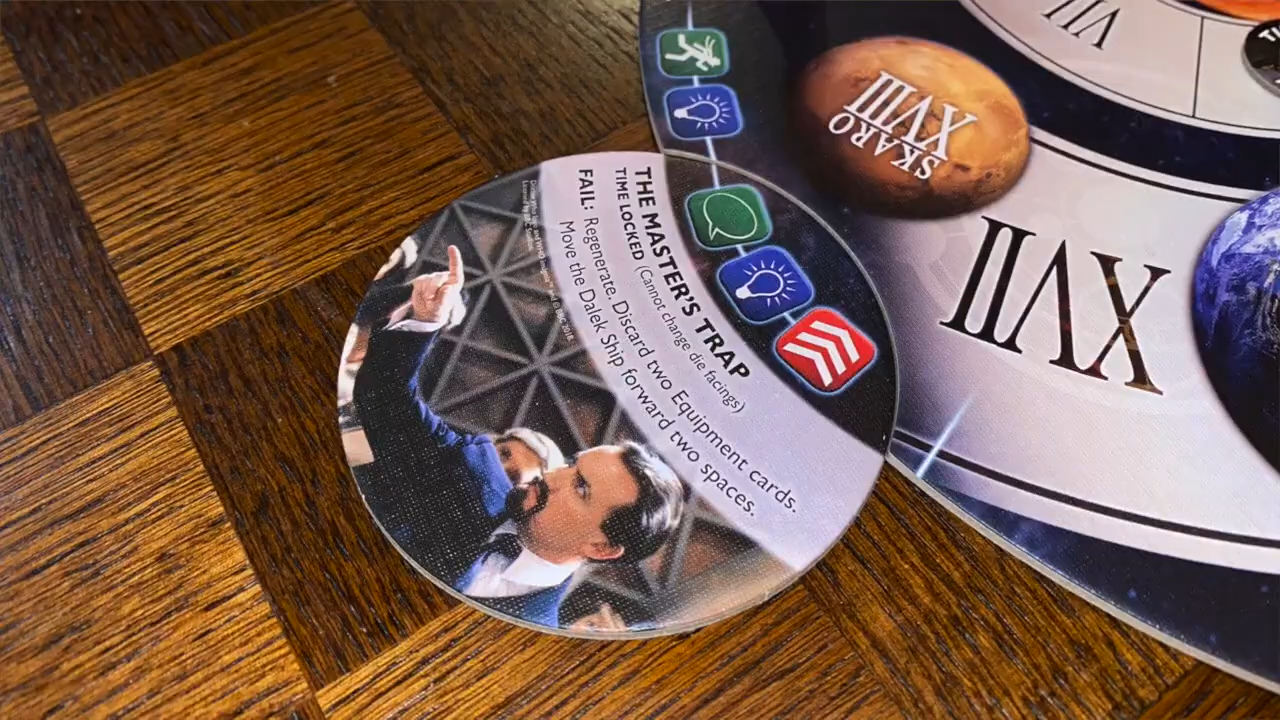 THE MASTER'S TRAP
TIME LOCKED (Cannot change die facings)
FAIL: Regenerate. Discard two Equipment cards.
Move the Dalek Ship forward two spaces.
SKARO
XVIII
XVII
VII